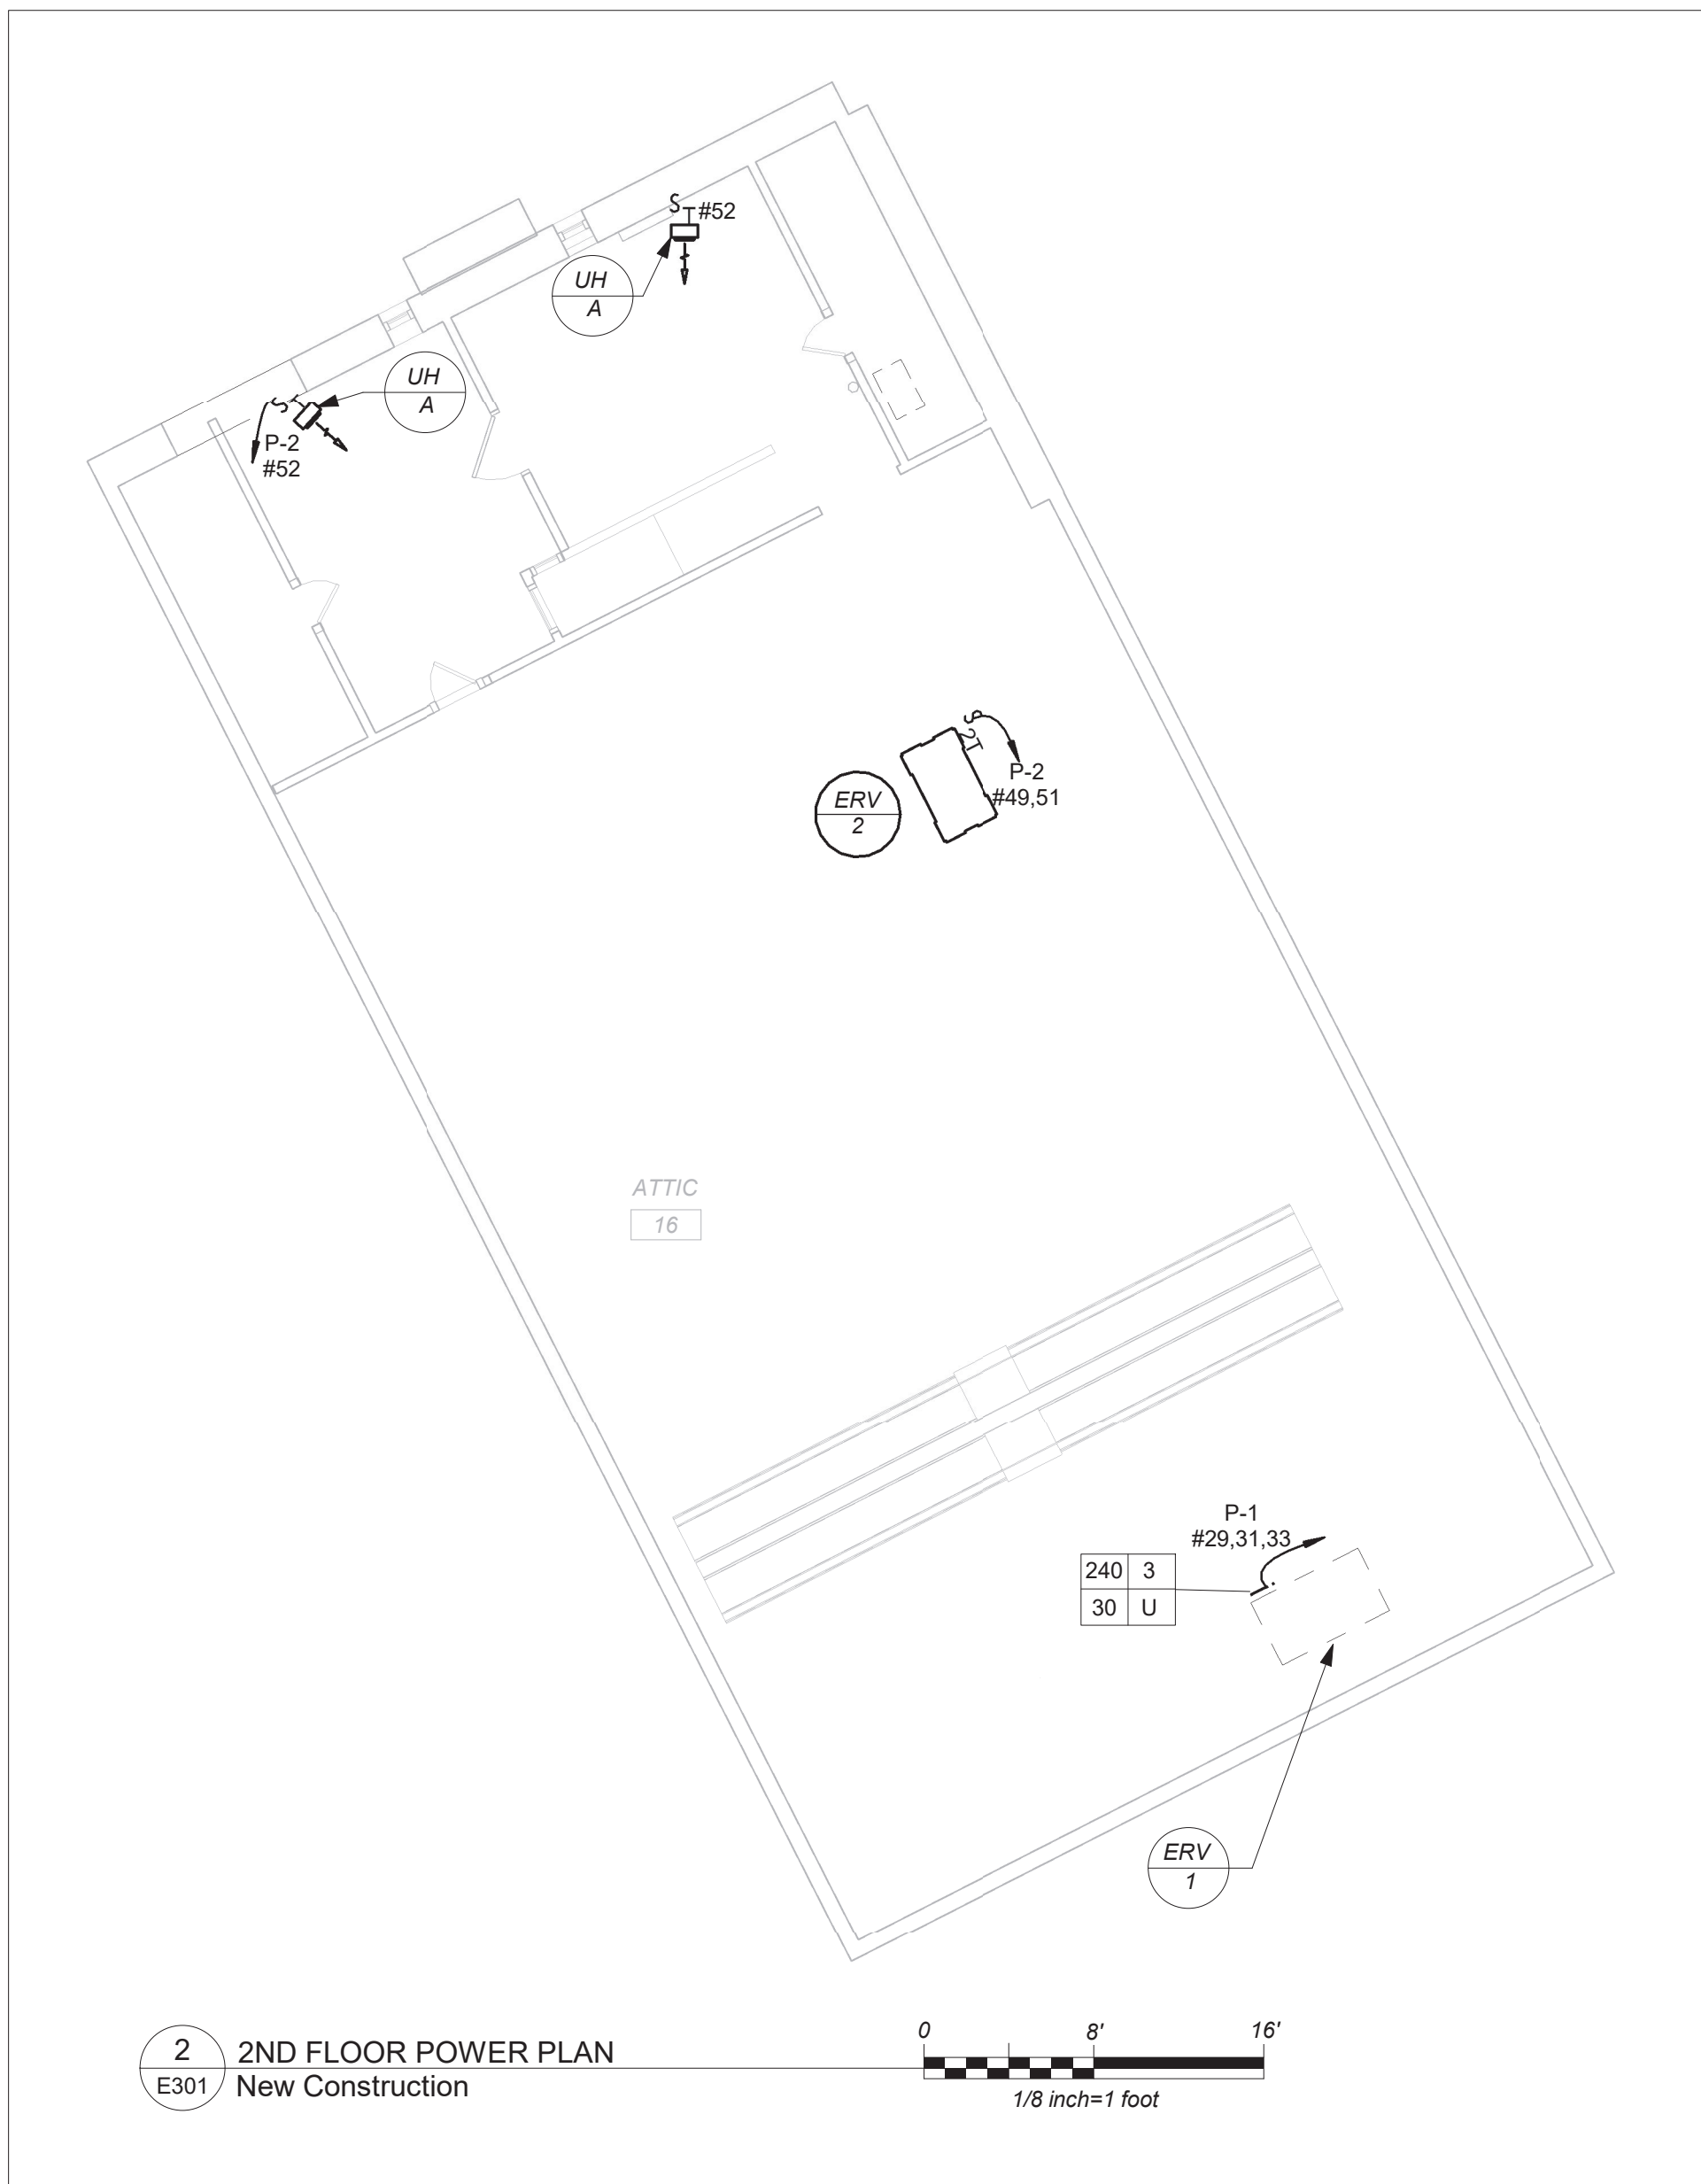 S T #52
UH
A
UH
A
S T
P-2
#52
S 2T
P-2
#49,51
ERV
2
ATTIC
16
P-1
#29,31,33
240 3
30 U
ERV
1
2
E301
2ND FLOOR POWER PLAN
New Construction
0 8' 16'
1/8 inch=1 foot